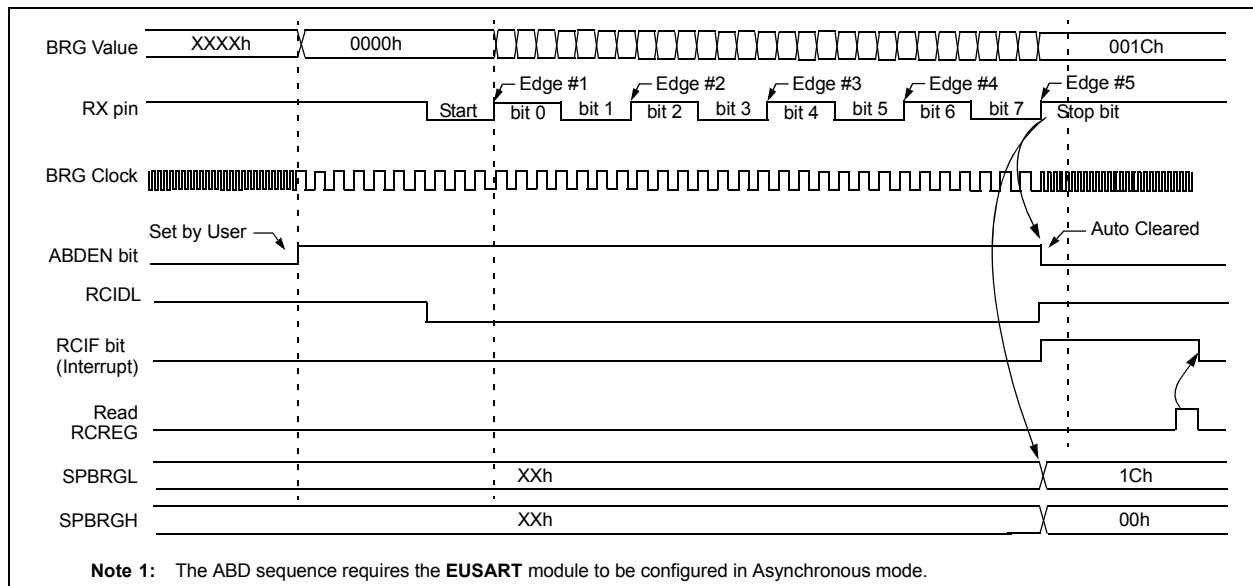 BRG Value XXXXh 0000h 001Ch
Edge #1 Edge #2 Edge #3 Edge #4 Edge #5
RX pin Start bit 0 bit 1 bit 2 bit 3 bit 4 bit 5 bit 6 bit 7 Stop bit
BRG Clock
Set by User Auto Cleared
ABDEN bit
RCIDL
RCIF bit
(Interrupt)
Read
RCREG
SPBRGL XXh 1Ch
SPBRGH XXh 00h
Note 1: The ABD sequence requires the EUSART module to be configured in Asynchronous mode.